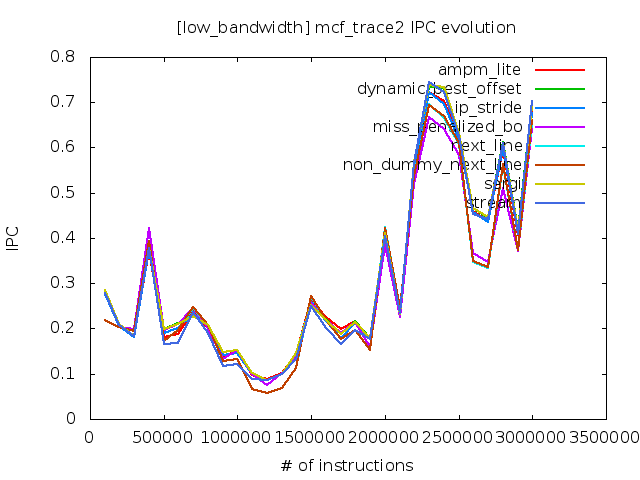 [low_bandwidth] mcf_trace2 IPC evolution
0.8
0.7
0.6
0.5
0.4
0.3
0.2
0.1
0
IPC
ampm_lite
dynamic_best_offset
ip_stride
miss_penalized_bo
next_line
non_dummy_next_line
sergi
stream
0 500000 1000000 1500000 2000000 2500000 3000000 3500000
# of instructions